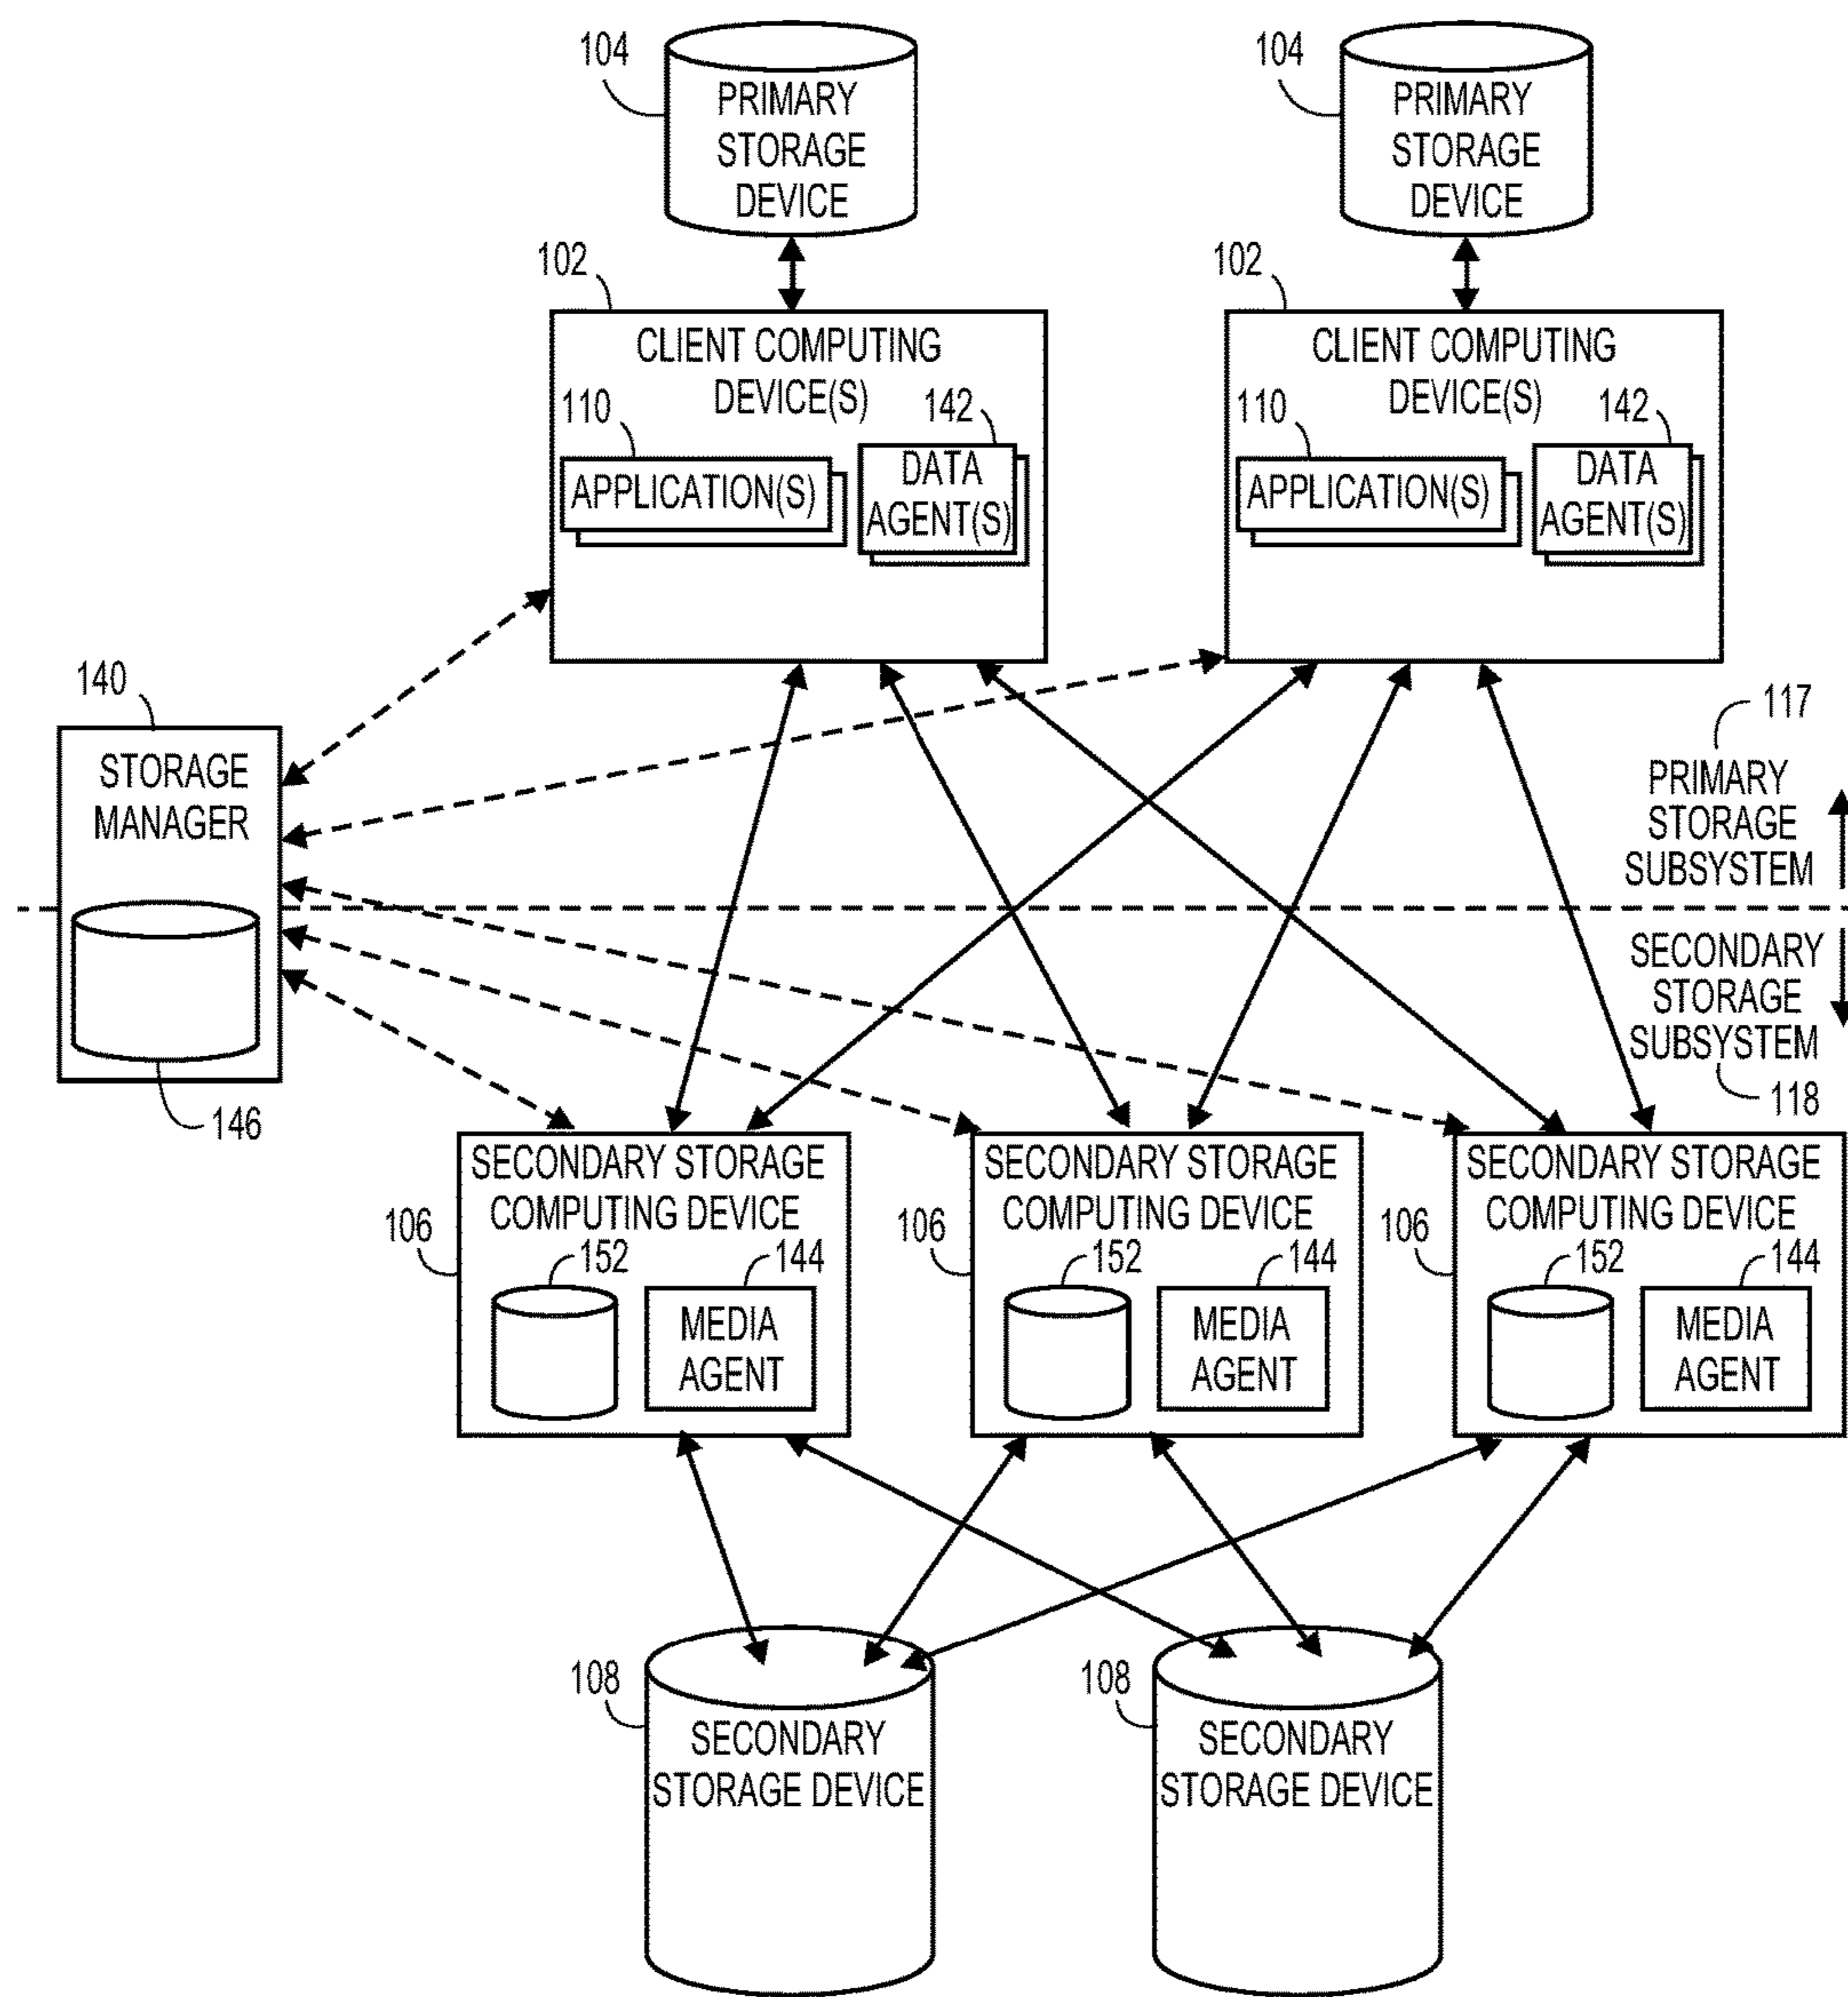 104
PRIMARY
STORAGE
DEVICE
104
PRIMARY
STORAGE
DEVICE
102
CLIENT COMPUTING
DEVICE(S)
110
142
APPLICATION(S)
DATA
AGENT(S)
102
CLIENT COMPUTING
DEVICE(S)
110
142
APPLICATION(S)
DATA
AGENT(S)
140
STORAGE
MANAGER
146
117
PRIMARY
STORAGE
SUBSYSTEM
SECONDARY
STORAGE
SUBSYSTEM
118
SECONDARY STORAGE
COMPUTING DEVICE
106
152
144
MEDIA
AGENT
SECONDARY STORAGE
COMPUTING DEVICE
106
152
144
MEDIA
AGENT
SECONDARY STORAGE
COMPUTING DEVICE
106
152
144
MEDIA
AGENT
108
SECONDARY
STORAGE DEVICE
108
SECONDARY
STORAGE DEVICE